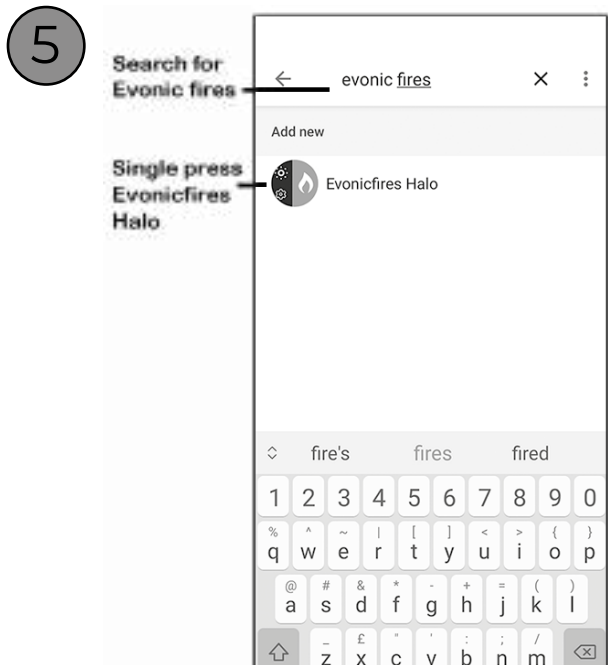 5
Search for
Evonic fires
evonic fires
Add new
Single press
Evonicfires
Halo
Evonicfires Halo
fire's fires fired
1 2 3 4 5 6 7 8 9 0
% ^ ~ | [ ] < > { }
q w e r t y u i o p
@ # & * - + = ( )
a s d f g h j k l
_ £ " ' : ; /
z x c v b n m